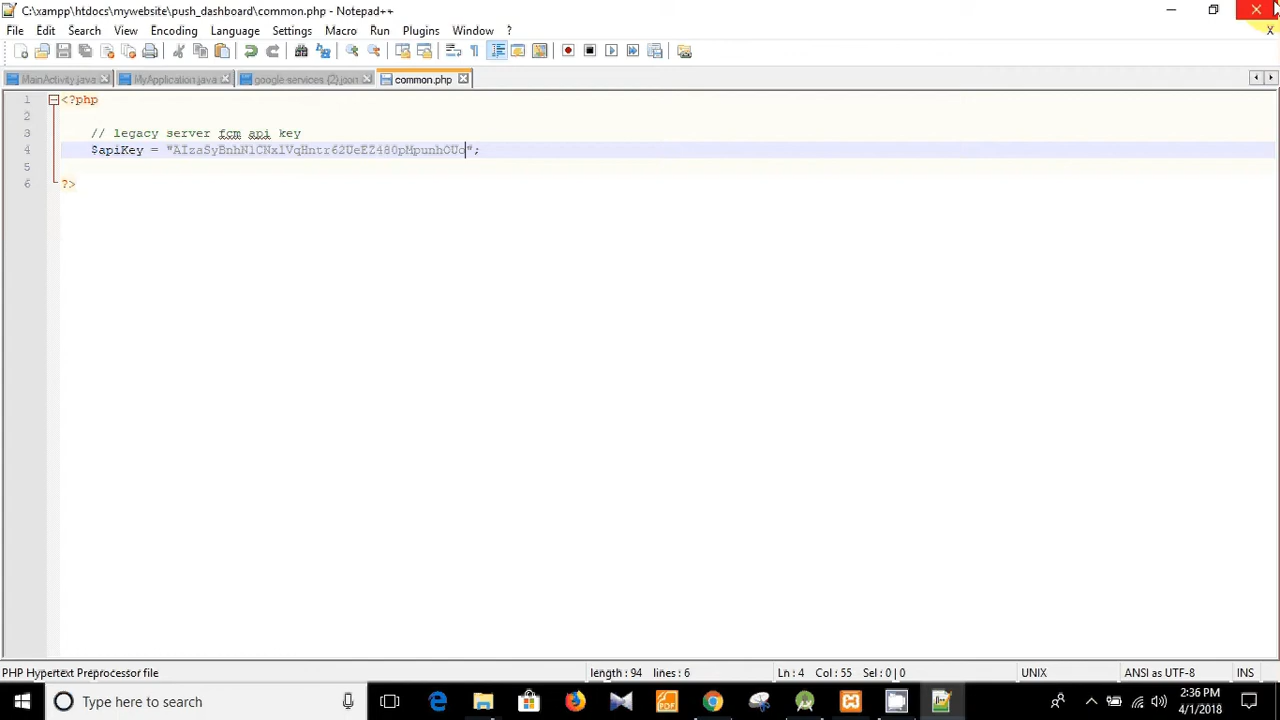 C:\xampp\htdocs\mywebsite\push_dashboard\common.php - Notepad++
File Edit Search View Encoding Language Settings Macro Run Plugins Window ?
X
MainActivity.java MyApplication.java google-services (2).json common.php
1 <?php
2
3 // legacy server fcm api key
4 $apiKey = ";
5
6 ?>
PHP Hypertext Preprocessor file length : 94 lines : 6 Ln : 4 Col : 55 Sel : 0 | 0 UNIX ANSI as UTF-8 INS
Type here to search
PDF
2:36 PM
4/1/2018